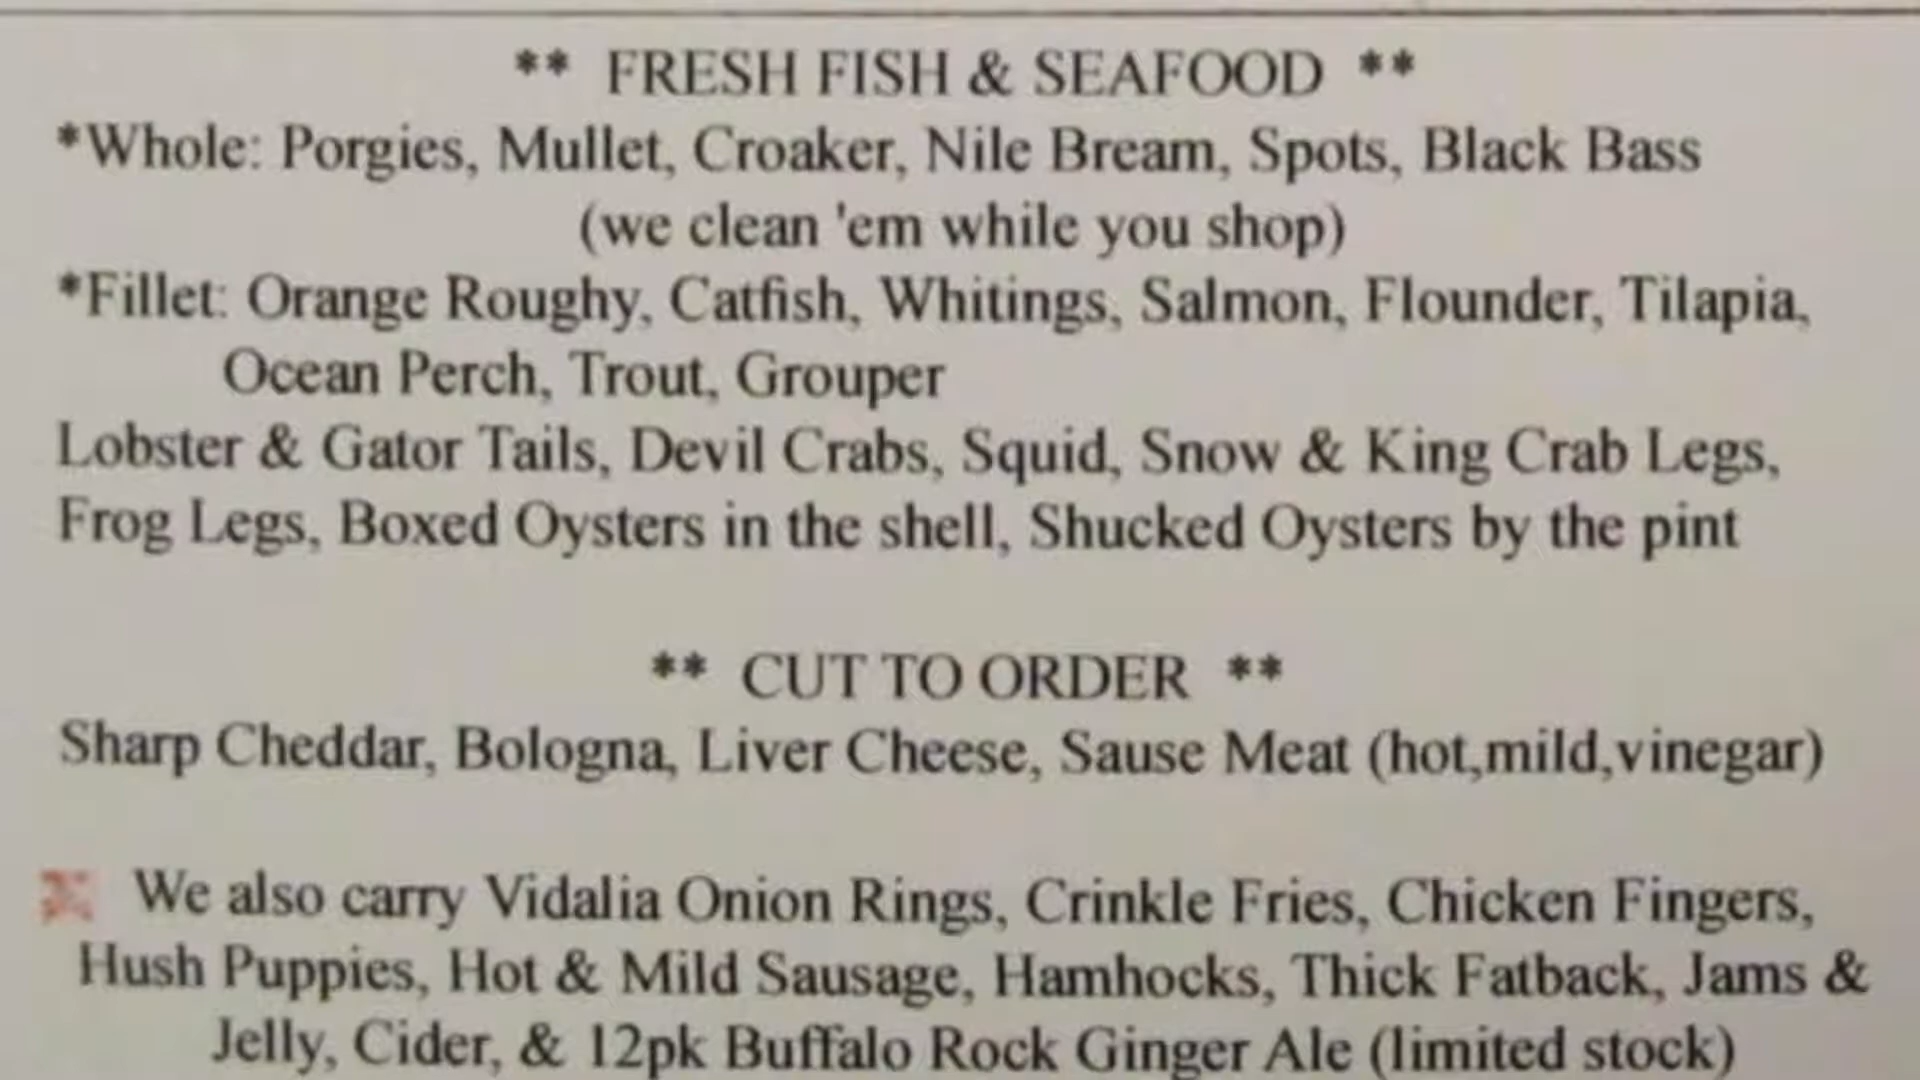 ** FRESH FISH & SEAFOOD **
*Whole: Porgies, Mullet, Croaker, Nile Bream, Spots, Black Bass
(we clean 'em while you shop)
*Fillet: Orange Roughy, Catfish, Whitings, Salmon, Flounder, Tilapia,
Ocean Perch, Trout, Grouper
Lobster & Gator Tails, Devil Crabs, Squid, Snow & King Crab Legs,
Frog Legs, Boxed Oysters in the shell, Shucked Oysters by the pint
** CUT TO ORDER **
Sharp Cheddar, Bologna, Liver Cheese, Sause Meat (hot,mild,vinegar)
We also carry Vidalia Onion Rings, Crinkle Fries, Chicken Fingers,
Hush Puppies, Hot & Mild Sausage, Hamhocks, Thick Fatback, Jams &
Jelly, Cider, & 12pk Buffalo Rock Ginger Ale (limited stock)